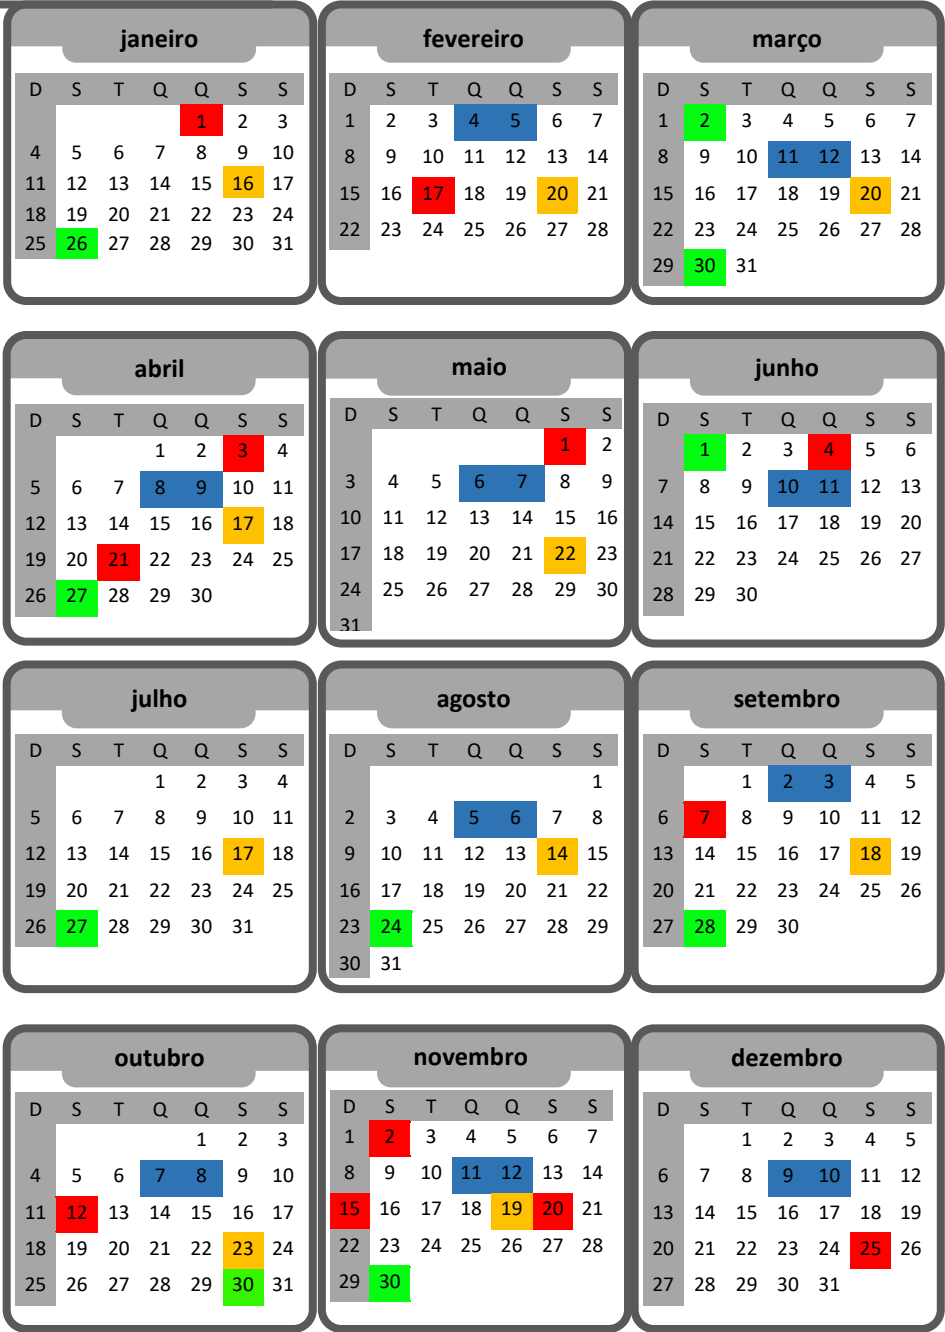 janeiro fevereiro março
D S T Q Q S S D S T Q Q S S D S T Q Q S S
1 2 3 1 2 3 4 5 6 7 1 2 3 4 5 6 7
4 5 6 7 8 9 10 8 9 10 11 12 13 14 8 9 10 11 12 13 14
11 12 13 14 15 16 17 15 16 17 18 19 20 21 15 16 17 18 19 20 21
18 19 20 21 22 23 24 22 23 24 25 26 27 28 22 23 24 25 26 27 28
25 26 27 28 29 30 31 29 30 31
abril maio junho
D S T Q Q S S D S T Q Q S S D S T Q Q S S
1 2 3 4 1 2 1 2 3 4 5 6
5 6 7 8 9 10 11 3 4 5 6 7 8 9 7 8 9 10 11 12 13
12 13 14 15 16 17 18 10 11 12 13 14 15 16 14 15 16 17 18 19 20
19 20 21 22 23 24 25 17 18 19 20 21 22 23 21 22 23 24 25 26 27
26 27 28 29 30 24 25 26 27 28 29 30 28 29 30
31
julho agosto setembro
D S T Q Q S S D S T Q Q S S D S T Q Q S S
1 2 3 4 1 1 2 3 4 5
5 6 7 8 9 10 11 2 3 4 5 6 7 8 6 7 8 9 10 11 12
12 13 14 15 16 17 18 9 10 11 12 13 14 15 13 14 15 16 17 18 19
19 20 21 22 23 24 25 16 17 18 19 20 21 22 20 21 22 23 24 25 26
26 27 28 29 30 31 23 24 25 26 27 28 29 27 28 29 30
30 31
outubro novembro dezembro
D S T Q Q S S D S T Q Q S S D S T Q Q S S
1 2 3 1 2 3 4 5 6 7 1 2 3 4 5
4 5 6 7 8 9 10 8 9 10 11 12 13 14 6 7 8 9 10 11 12
11 12 13 14 15 16 17 15 16 17 18 19 20 21 13 14 15 16 17 18 19
18 19 20 21 22 23 24 22 23 24 25 26 27 28 20 21 22 23 24 25 26
25 26 27 28 29 30 31 29 30 27 28 29 30 31